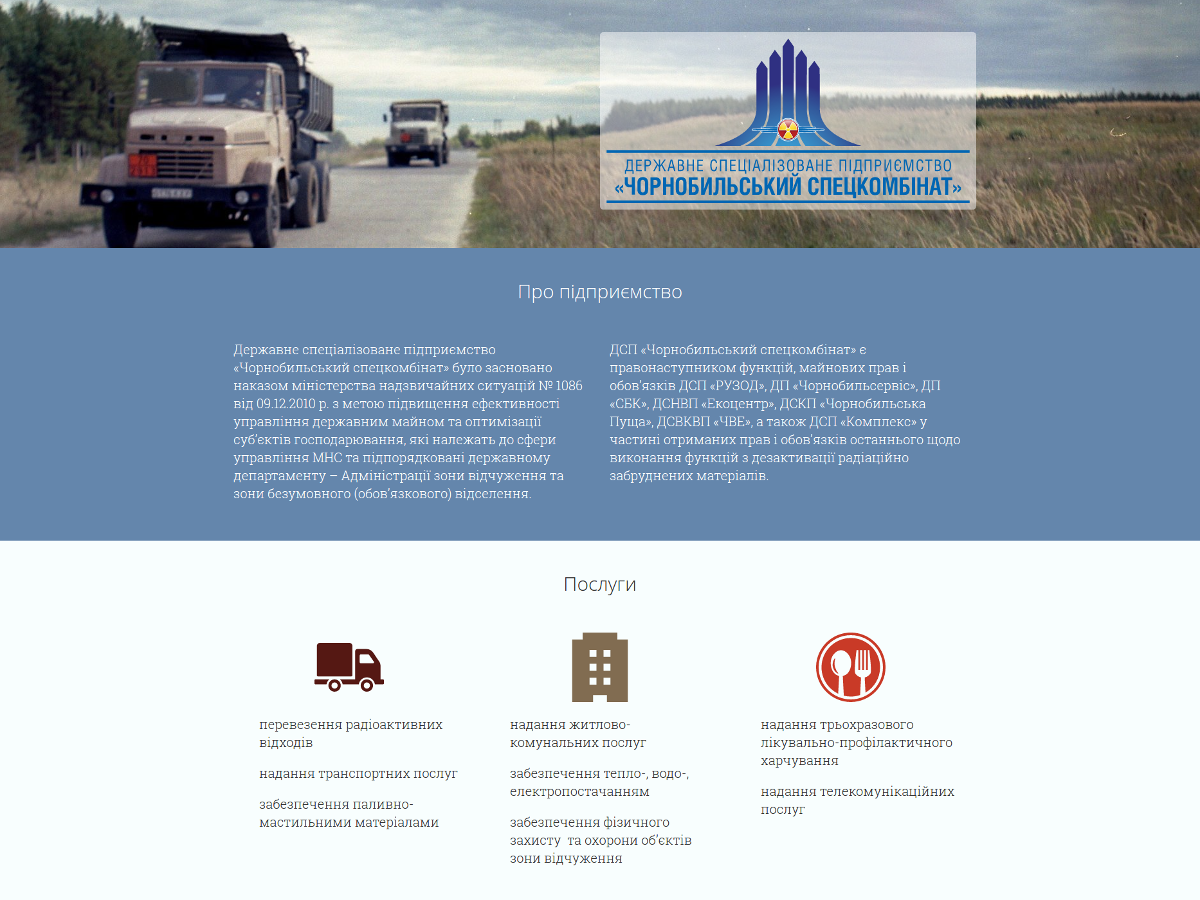 ДЕРЖАВНЕ СПЕЦІАЛІЗОВАНЕ ПІДПРИЄМСТВО
«ЧОРНОБИЛЬСЬКИЙ СПЕЦКОМБІНАТ»
Про підприємство
Державне спеціалізоване підприємство
«Чорнобильський спецкомбінат» було засновано
наказом міністерства надзвичайних ситуацій № 1086
від 09.12.2010 р. з метою підвищення ефективності
управління державним майном та оптимізації
суб'єктів господарювання, які належать до сфери
управління МНС та підпорядковані державному
департаменту – Адміністрації зони відчуження та
зони безумовного (обов'язкового) відселення.
ДСП «Чорнобильський спецкомбінат» є
правонаступником функцій, майнових прав і
обов'язків ДСП «РУЗОД», ДП «Чорнобильсервіс», ДП
«СБК», ДСНВП «Екоцентр», ДСКП «Чорнобильська
Пуща», ДСВКВП «ЧВЕ», а також ДСП «Комплекс» у
частині отриманих прав і обов'язків останнього щодо
виконання функцій з дезактивації радіаційно
забруднених матеріалів.
Послуги
перевезення радіоактивних
відходів
надання транспортних послуг
забезпечення паливно-
мастильними матеріалами
надання житлово-
комунальних послуг
забезпечення тепло-, водо-,
електропостачанням
забезпечення фізичного
захисту  та охорони об'єктів
зони відчуження
надання трьохразового
лікувально-профілактичного
харчування
надання телекомунікаційних
послуг